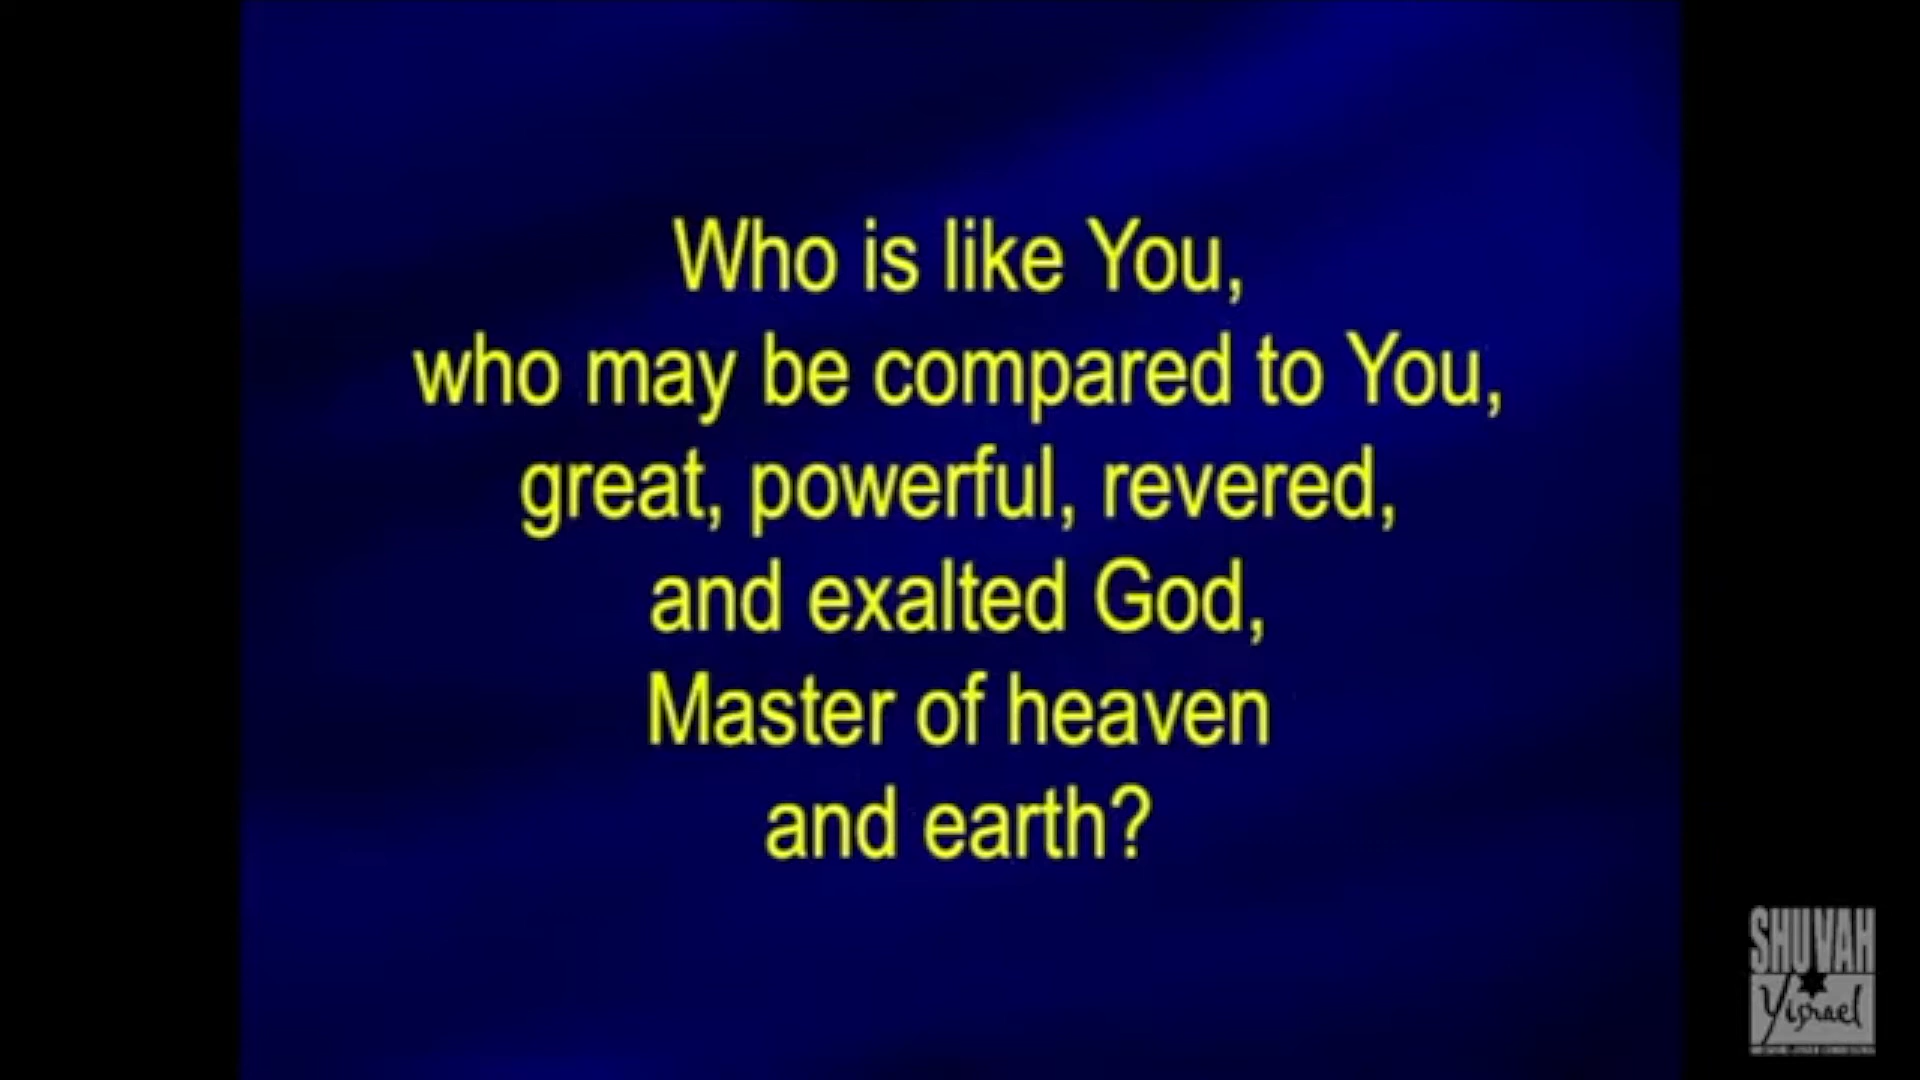 Who is like You,
who may be compared to You,
great, powerful, revered,
and exalted God,
Master of heaven
and earth?
SHUVAH
Yisrael